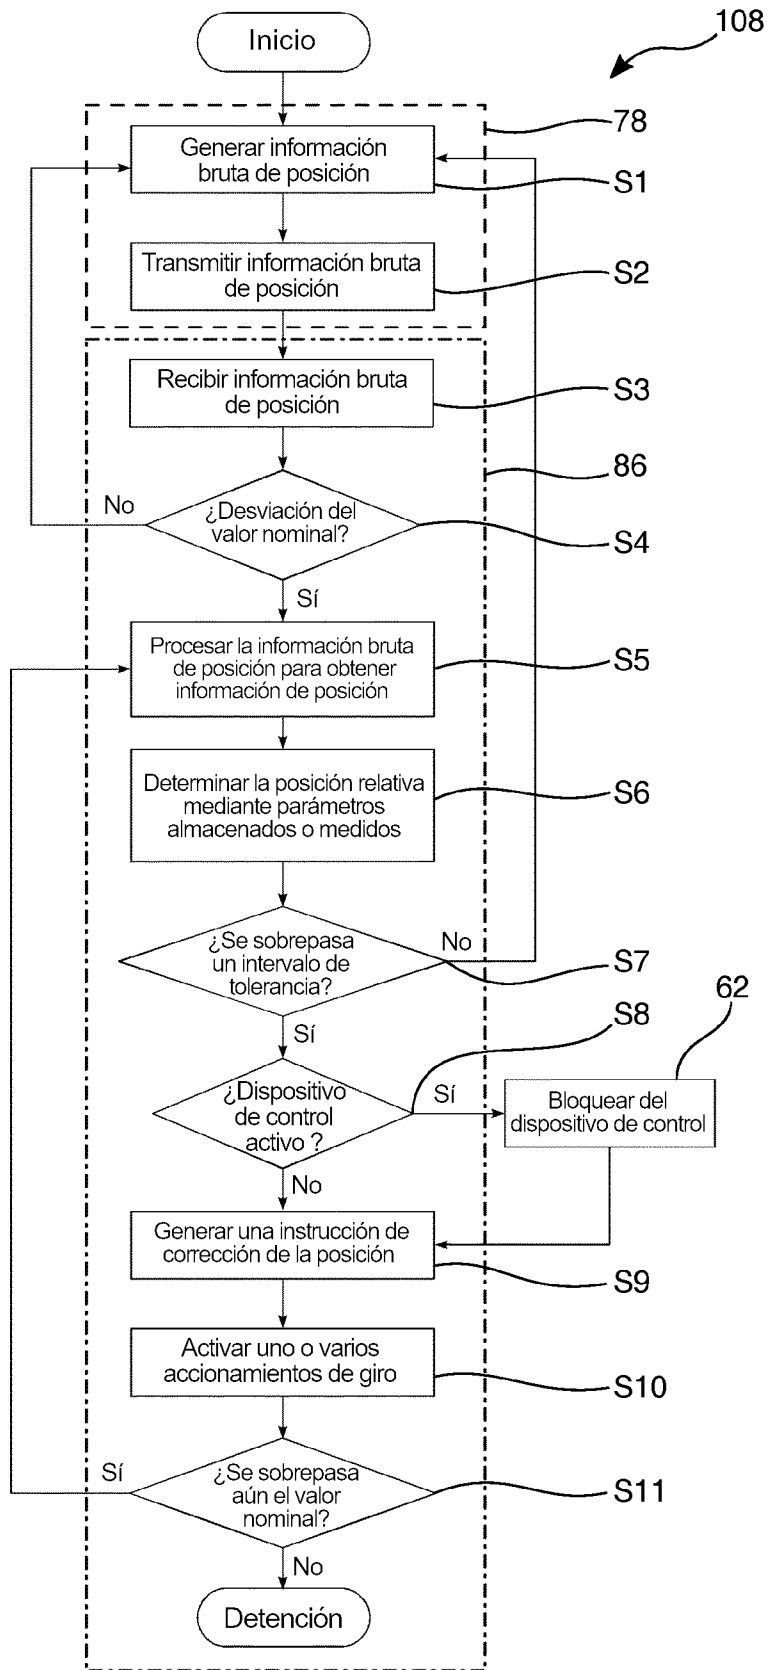 108
Inicio
78
Generar información
bruta de posición
S1
Transmitir información bruta
de posición
S2
Recibir información bruta
de posición
S3
86
No
¿Desviación del
valor nominal?
S4
Sí
Procesar la información bruta
de posición para obtener
información de posición
S5
Determinar la posición relativa
mediante parámetros
almacenados o medidos
S6
¿Se sobrepasa
un intervalo de
tolerancia?
No
S7
Sí
S8
62
¿Dispositivo
de control
activo ?
Sí
Bloquear del
dispositivo de control
No
Generar una instrucción de
corrección de la posición
S9
Activar uno o varios
accionamientos de giro
S10
Sí
¿Se sobrepasa
aún el valor
nominal?
S11
No
Detención